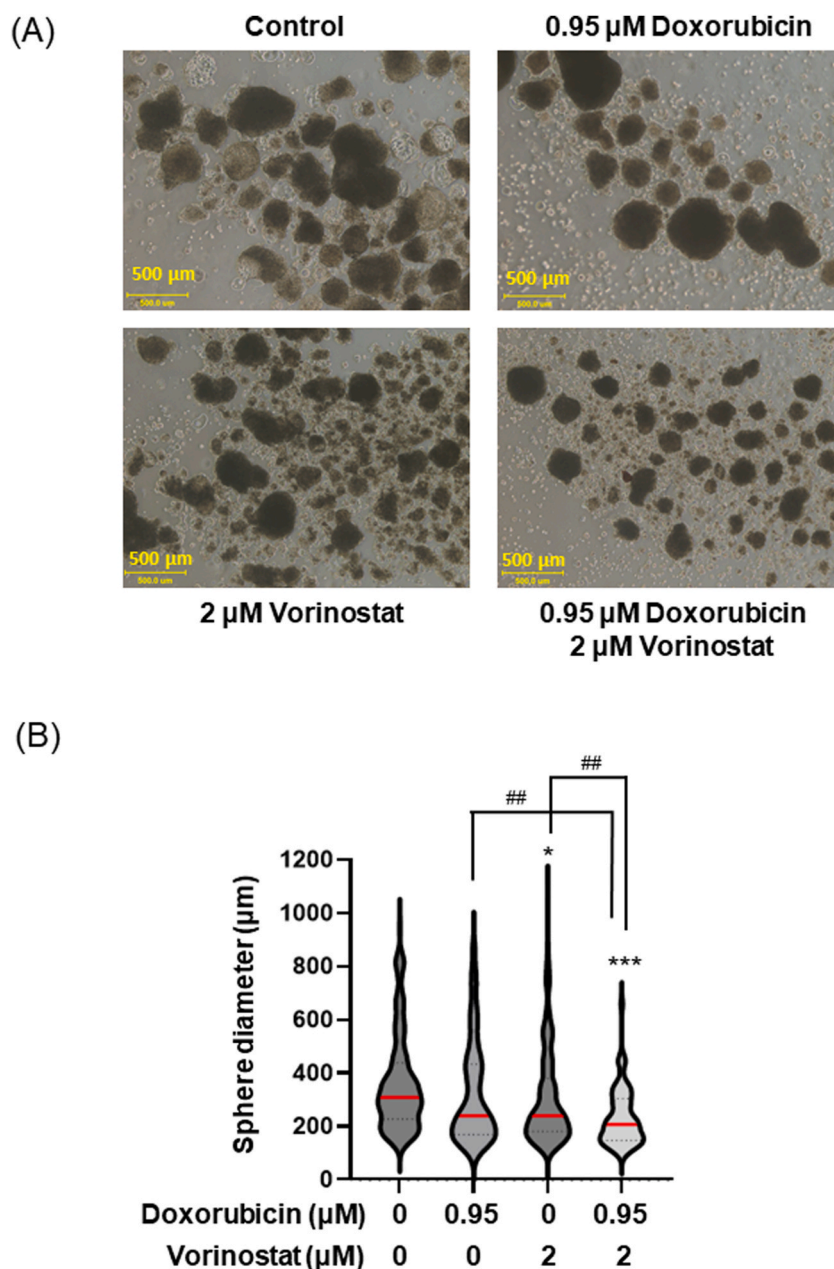 (A)
Control
0.95 µM Doxorubicin
500 µm
500.0 um
500 µm
500.0 um
500 µm
500.0 um
500 µm
500.0 um
2 µM Vorinostat
0.95 µM Doxorubicin
2 µM Vorinostat
(B)
##
##
*
***
Sphere diameter (µm)
1200
1000
800
600
400
200
0
Doxorubicin (µM) 0 0.95 0 0.95
Vorinostat (µM) 0 0 2 2